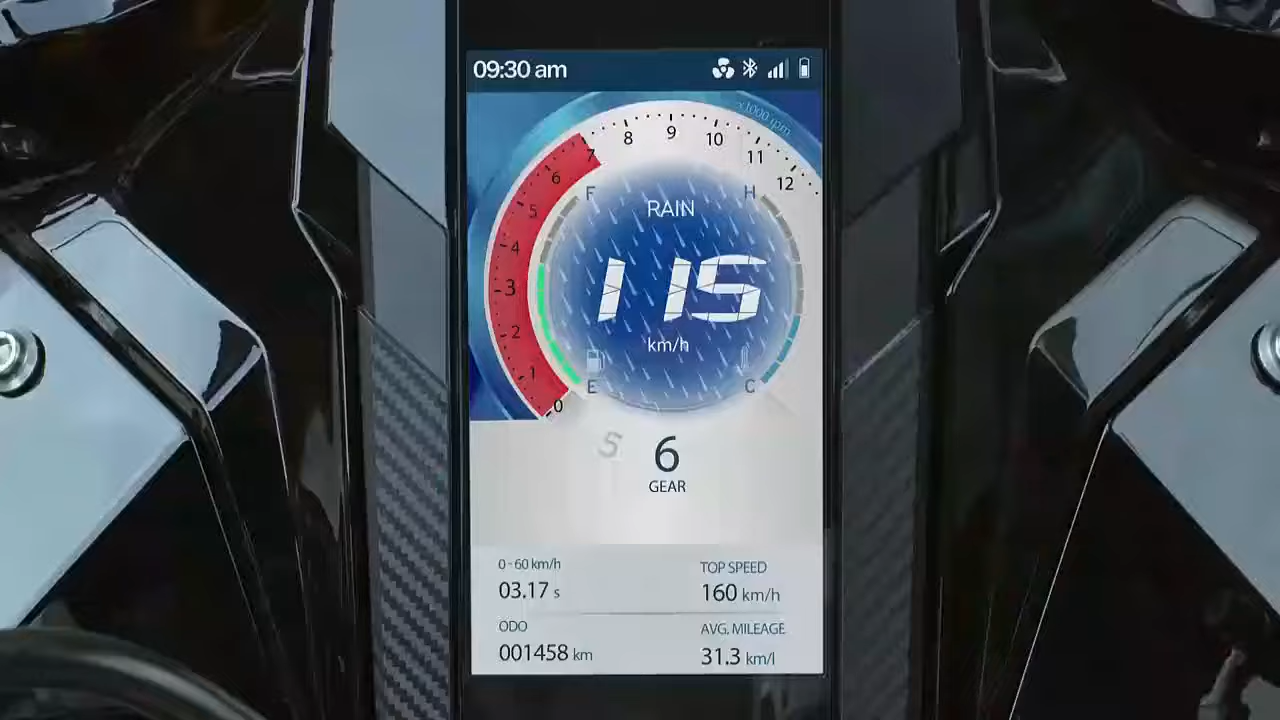 09:30 am
x1000 rpm
7 8 9 10 11 12
6
5
4
3
2
1
0
F H
RAIN
115
km/h
E C
S 6
GEAR
0-60 km/h
03.17 s
TOP SPEED
160 km/h
ODO
001458 km
AVG. MILEAGE
31.3 km/l